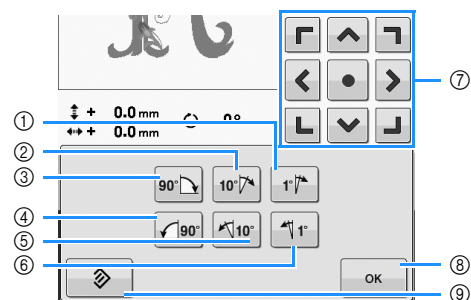 + 0.0 mm 0°
+ 0.0 mm
① ② ③ ④ ⑤ ⑥ ⑦ ⑧ ⑨
90° 10° 1°
90° 10° 1°
OK